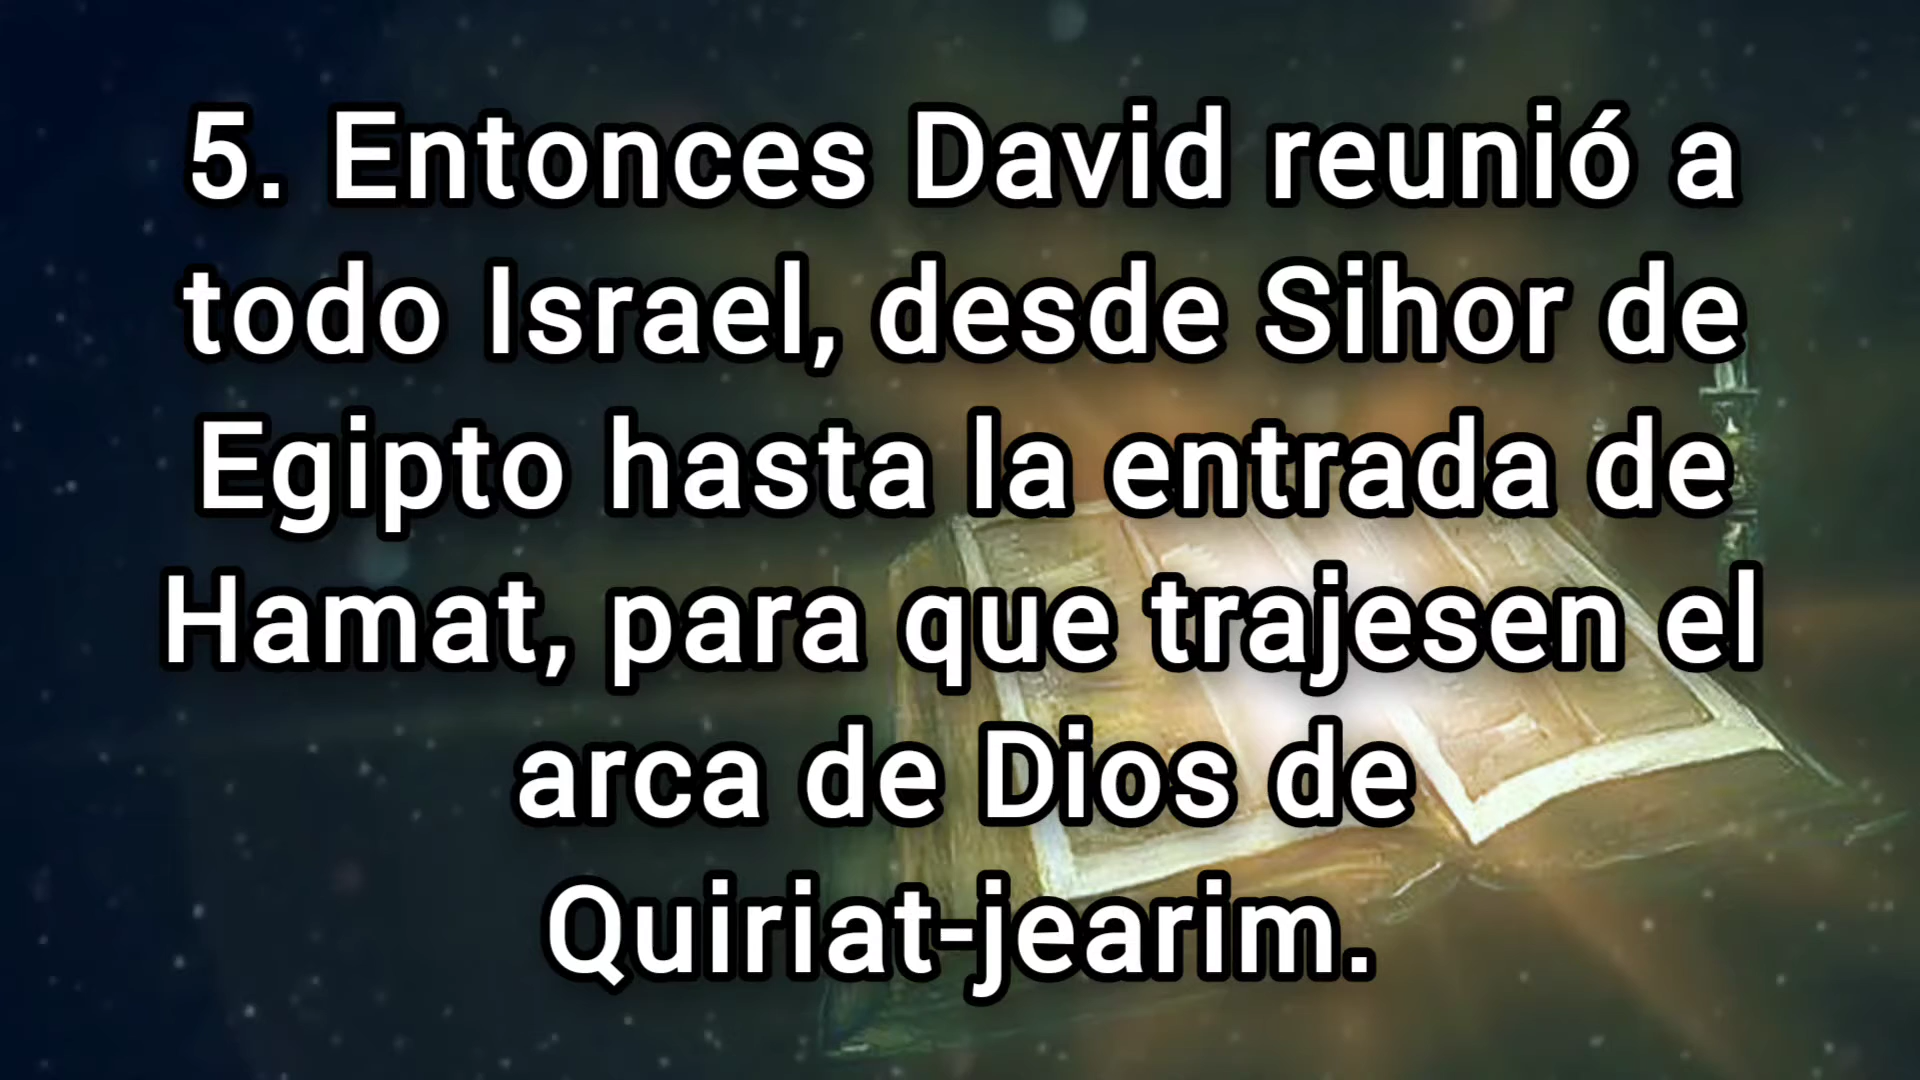 5. Entonces David reunió a
todo Israel, desde Sihor de
Egipto hasta la entrada de
Hamat, para que trajesen el
arca de Dios de
Quiriat-jearim.